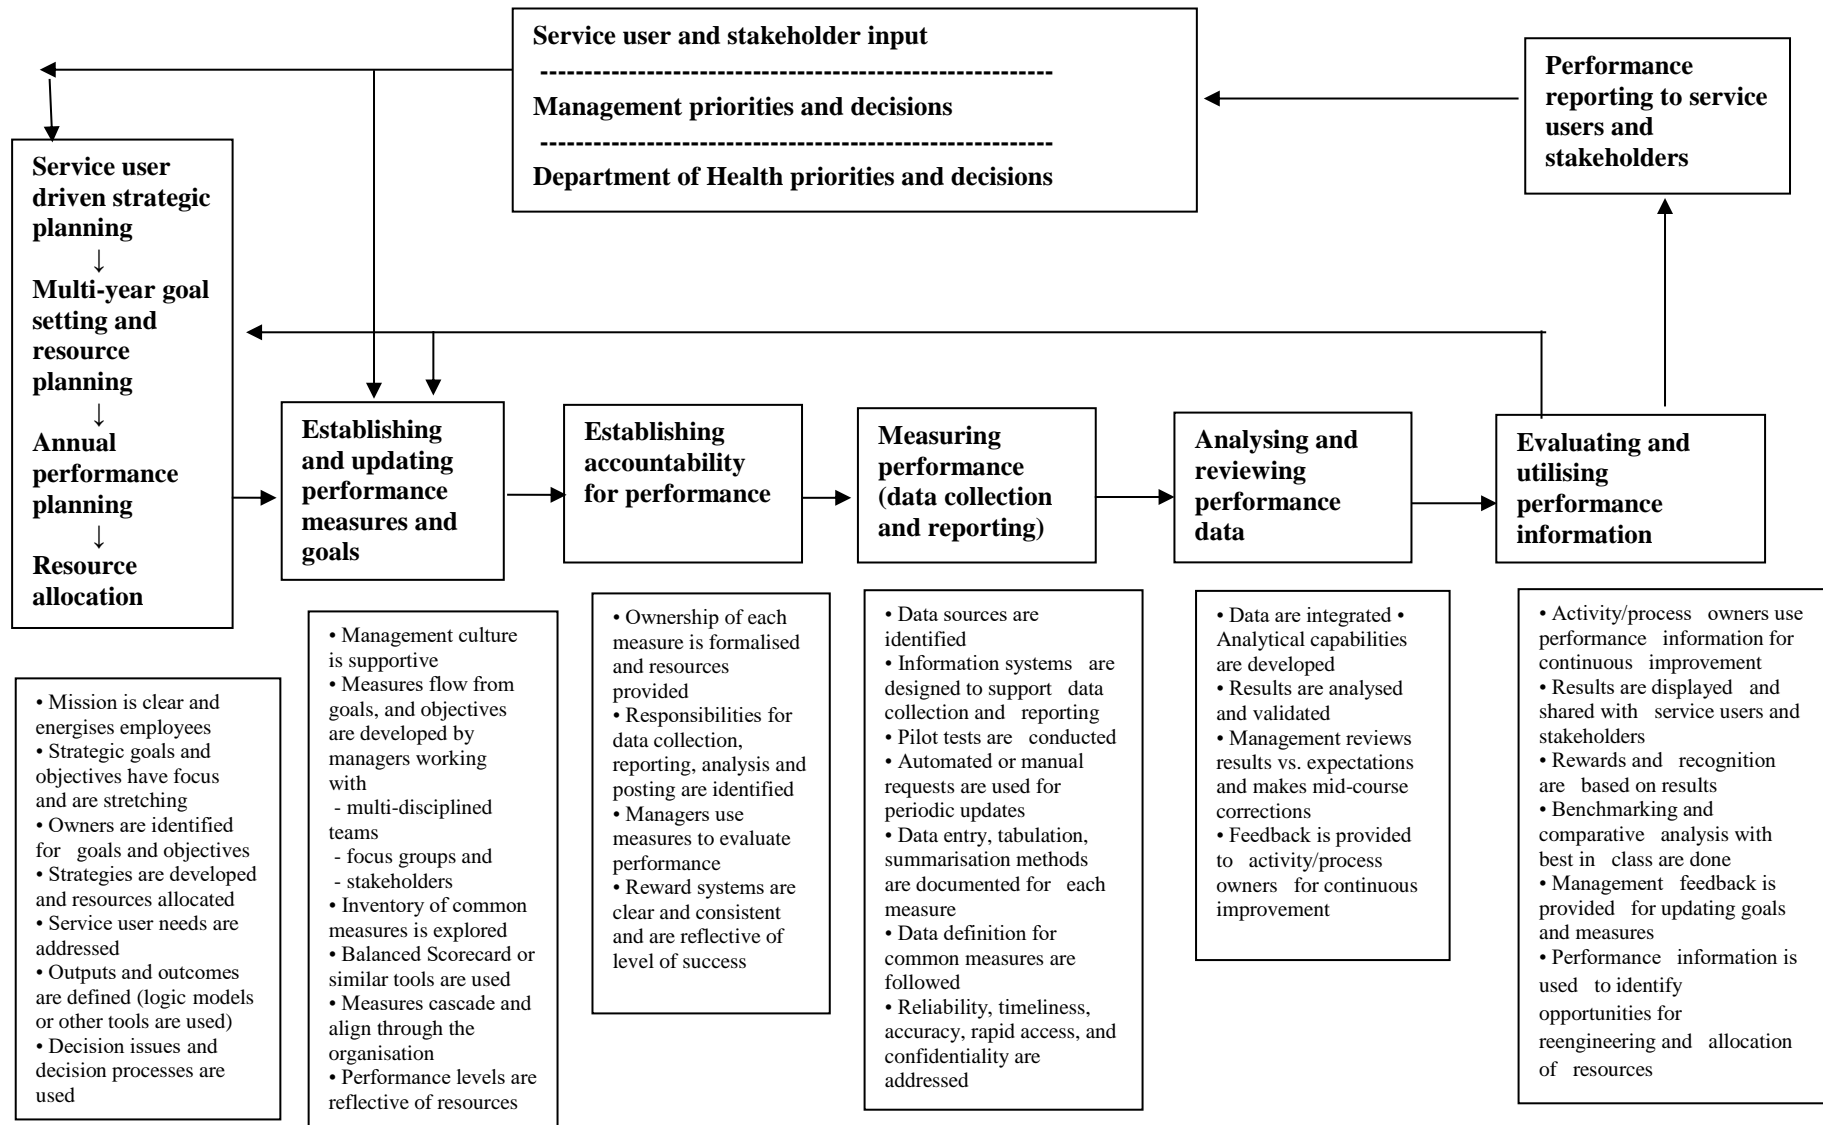 Service user and stakeholder input
---------------------------------------------------------
Management priorities and decisions
---------------------------------------------------------
Department of Health priorities and decisions
Performance
reporting to service
users and
stakeholders
Service user
driven strategic
planning
↓
Multi-year goal
setting and
resource
planning
↓
Annual
performance
planning
↓
Resource
allocation
Establishing
and updating
performance
measures and
goals
Establishing
accountability
for performance
Measuring
performance
(data collection
and reporting)
Analysing and
reviewing
performance
data
Evaluating and
utilising
performance
information
• Mission is clear and
energises employees
• Strategic goals and
objectives have focus
and are stretching
• Owners are identified
for goals and objectives
• Strategies are developed
and resources allocated
• Service user needs are
addressed
• Outputs and outcomes
are defined (logic models
or other tools are used)
• Decision issues and
decision processes are
used
• Management culture
is supportive
• Measures flow from
goals, and objectives
are developed by
managers working
with
- multi-disciplined
teams
- focus groups and
- stakeholders
• Inventory of common
measures is explored
• Balanced Scorecard or
similar tools are used
• Measures cascade and
align through the
organisation
• Performance levels are
reflective of resources
• Ownership of each
measure is formalised
and resources
provided
• Responsibilities for
data collection,
reporting, analysis and
posting are identified
• Managers use
measures to evaluate
performance
• Reward systems are
clear and consistent
and are reflective of
level of success
• Data sources are
identified
• Information systems are
designed to support data
collection and reporting
• Pilot tests are conducted
• Automated or manual
requests are used for
periodic updates
• Data entry, tabulation,
summarisation methods
are documented for each
measure
• Data definition for
common measures are
followed
• Reliability, timeliness,
accuracy, rapid access, and
confidentiality are
addressed
• Data are integrated •
Analytical capabilities
are developed
• Results are analysed
and validated
• Management reviews
results vs. expectations
and makes mid-course
corrections
• Feedback is provided
to activity/process
owners for continuous
improvement
• Activity/process owners use
performance information for
continuous improvement
• Results are displayed and
shared with service users and
stakeholders
• Rewards and recognition
are based on results
• Benchmarking and
comparative analysis with
best in class are done
• Management feedback is
provided for updating goals
and measures
• Performance information is
used to identify
opportunities for
reengineering and allocation
of resources